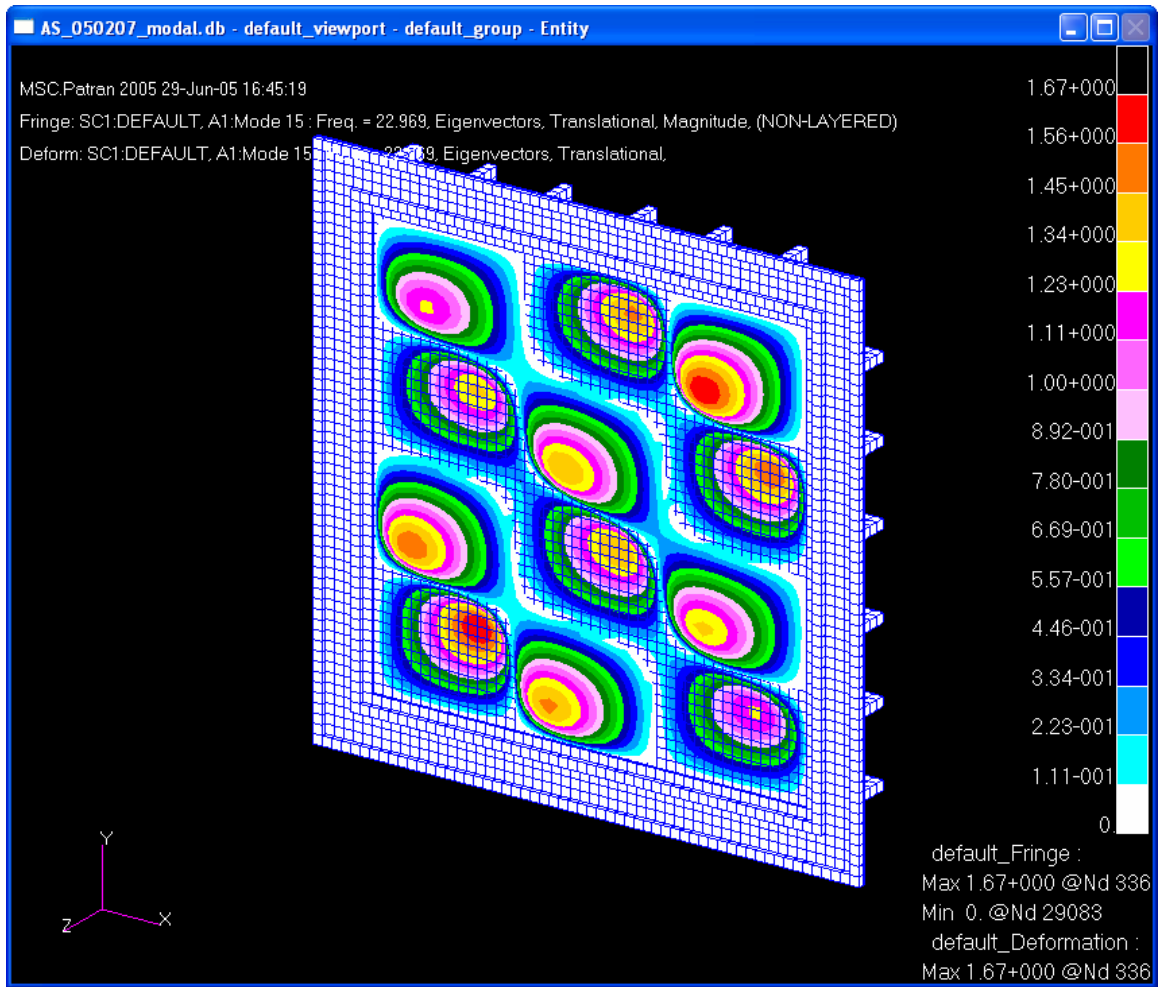 AS_050207_modal.db - default_viewport - default_group - Entity
MSC.Patran 2005 29-Jun-05 16:45:19
Fringe: SC1:DEFAULT, A1:Mode 15 : Freq. = 22.969, Eigenvectors, Translational, Magnitude, (NON-LAYERED)
Deform: SC1:DEFAULT, A1:Mode 15 69, Eigenvectors, Translational,
1.67+000
1.56+000
1.45+000
1.34+000
1.23+000
1.11+000
1.00+000
8.92-001
7.80-001
6.69-001
5.57-001
4.46-001
3.34-001
2.23-001
1.11-001
0.
default_Fringe :
Max 1.67+000 @Nd 336
Min 0. @Nd 29083
default_Deformation :
Max 1.67+000 @Nd 336
Y
Z
X